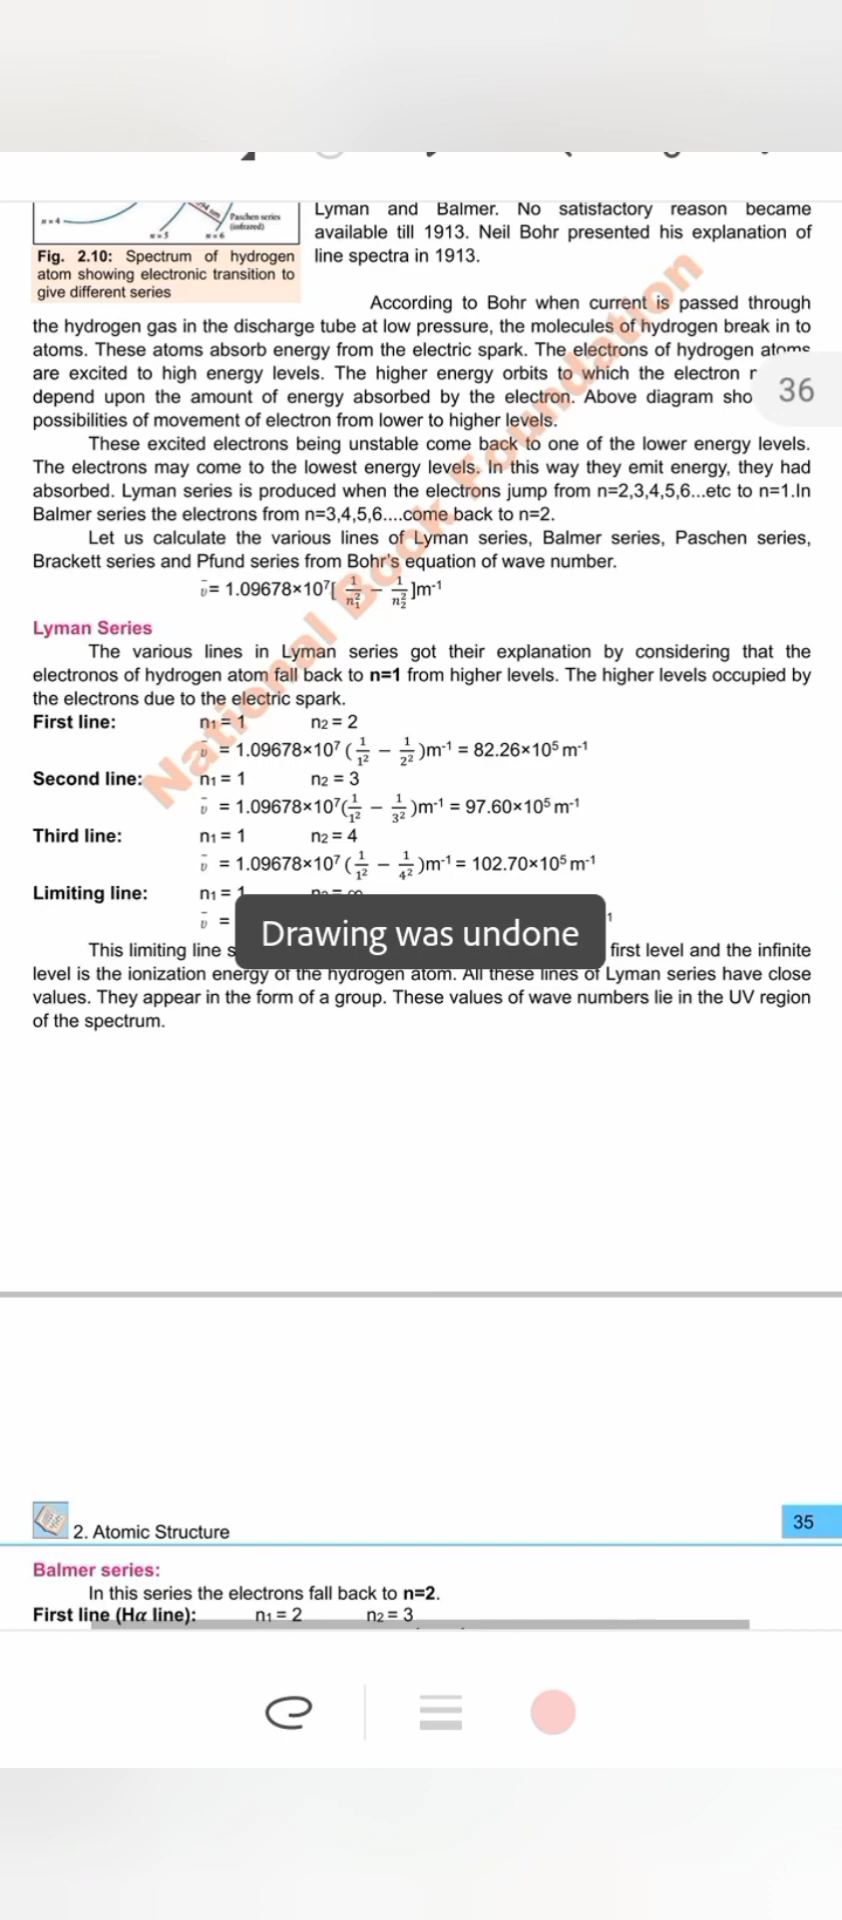 n=4
n=5
n=6
Paschen series
(infrared)
Fig. 2.10: Spectrum of hydrogen
atom showing electronic transition to
give different series
Lyman and Balmer. No satisfactory reason became
available till 1913. Neil Bohr presented his explanation of
line spectra in 1913.
According to Bohr when current is passed through
the hydrogen gas in the discharge tube at low pressure, the molecules of hydrogen break in to
atoms. These atoms absorb energy from the electric spark. The electrons of hydrogen atoms
are excited to high energy levels. The higher energy orbits to which the electron
36
depend upon the amount of energy absorbed by the electron. Above diagram sho
possibilities of movement of electron from lower to higher levels.
These excited electrons being unstable come back to one of the lower energy levels.
The electrons may come to the lowest energy levels. In this way they emit energy, they had
absorbed. Lyman series is produced when the electrons jump from n=2,3,4,5,6...etc to n=1.In
Balmer series the electrons from n=3,4,5,6....come back to n=2.
Let us calculate the various lines of Lyman series, Balmer series, Paschen series,
Brackett series and Pfund series from Bohr's equation of wave number.
ῡ= 1.09678×10⁷[ 1/n₁² − 1/n₂² ]m⁻¹
Lyman Series
The various lines in Lyman series got their explanation by considering that the
electronos of hydrogen atom fall back to n=1 from higher levels. The higher levels occupied by
the electrons due to the electric spark.
First line: n₁ = 1 n₂ = 2
ῡ = 1.09678×10⁷ (1/1² − 1/2²)m⁻¹ = 82.26×10⁵ m⁻¹
Second line: n₁ = 1 n₂ = 3
ῡ = 1.09678×10⁷(1/1² − 1/3²)m⁻¹ = 97.60×10⁵ m⁻¹
Third line: n₁ = 1 n₂ = 4
ῡ = 1.09678×10⁷ (1/1² − 1/4²)m⁻¹ = 102.70×10⁵ m⁻¹
Limiting line: n₁ = 1 n₂ = ∞
ῡ =
Drawing was undone
This limiting line s first level and the infinite
level is the ionization energy of the hydrogen atom. All these lines of Lyman series have close
values. They appear in the form of a group. These values of wave numbers lie in the UV region
of the spectrum.
National Book Foundation
2. Atomic Structure
35
Balmer series:
In this series the electrons fall back to n=2.
First line (Hα line): n₁ = 2 n₂ = 3